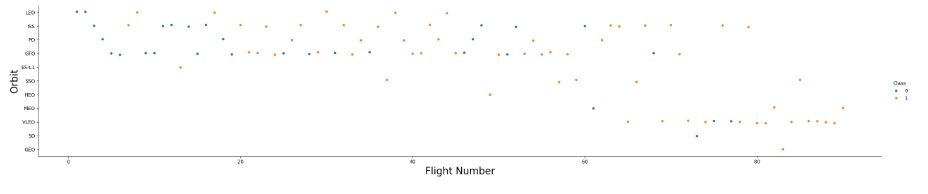 LEO
ISS
PO
GTO
ES-L1
SSO
HEO
MEO
VLEO
SO
GEO
Orbit
0
20
40
60
80
Flight Number
Class
0
1